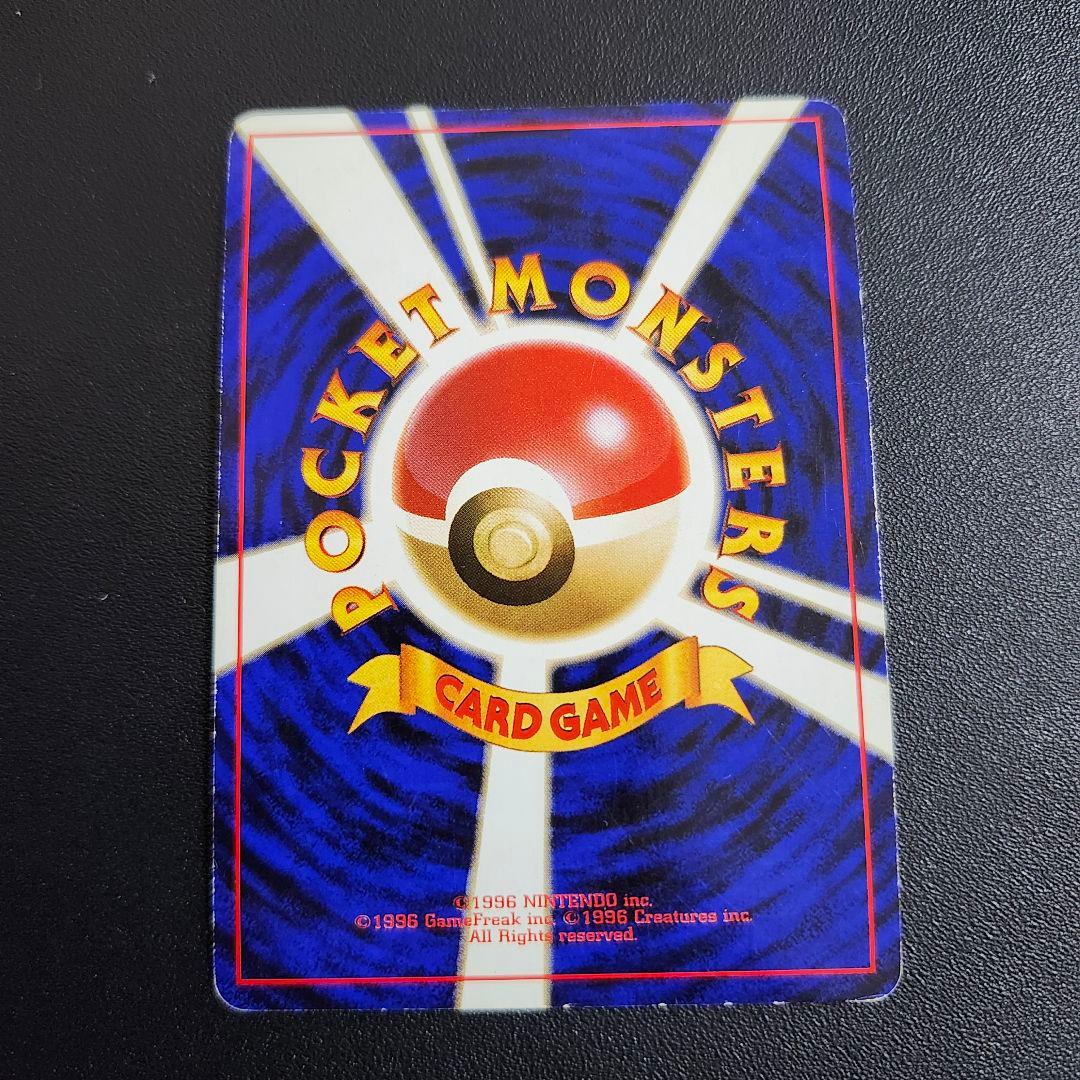 POCKET MONSTERS
CARD GAME
©1996 NINTENDO inc.
©1996 GameFreak inc. ©1996 Creatures inc.
All Rights reserved.